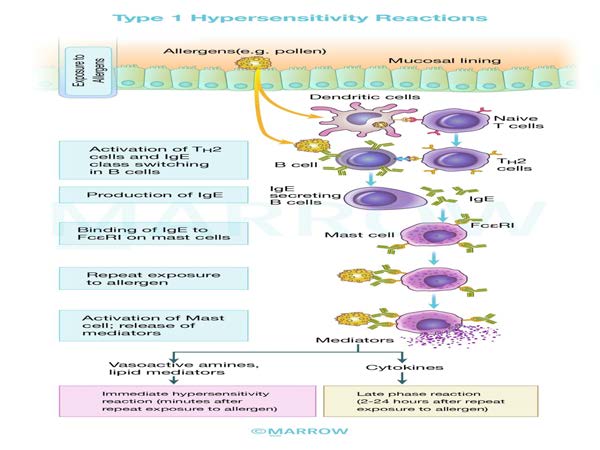 Type 1 Hypersensitivity Reactions
Exposure to
Allergens
Allergens(e.g. pollen)
Mucosal lining
Dendritic cells
Naive
T cells
Activation of TH2
cells and IgE
class switching
in B cells
B cell
TH2
cells
Production of IgE
IgE
secreting
B cells
IgE
Binding of IgE to
FcεRI on mast cells
Mast cell
FcεRI
Repeat exposure
to allergen
Activation of Mast
cell; release of
mediators
Mediators
Vasoactive amines,
lipid mediators
Cytokines
Immediate hypersensitivity
reaction (minutes after
repeat exposure to allergen)
Late phase reaction
(2-24 hours after repeat
exposure to allergen)
MARROW
©MARROW